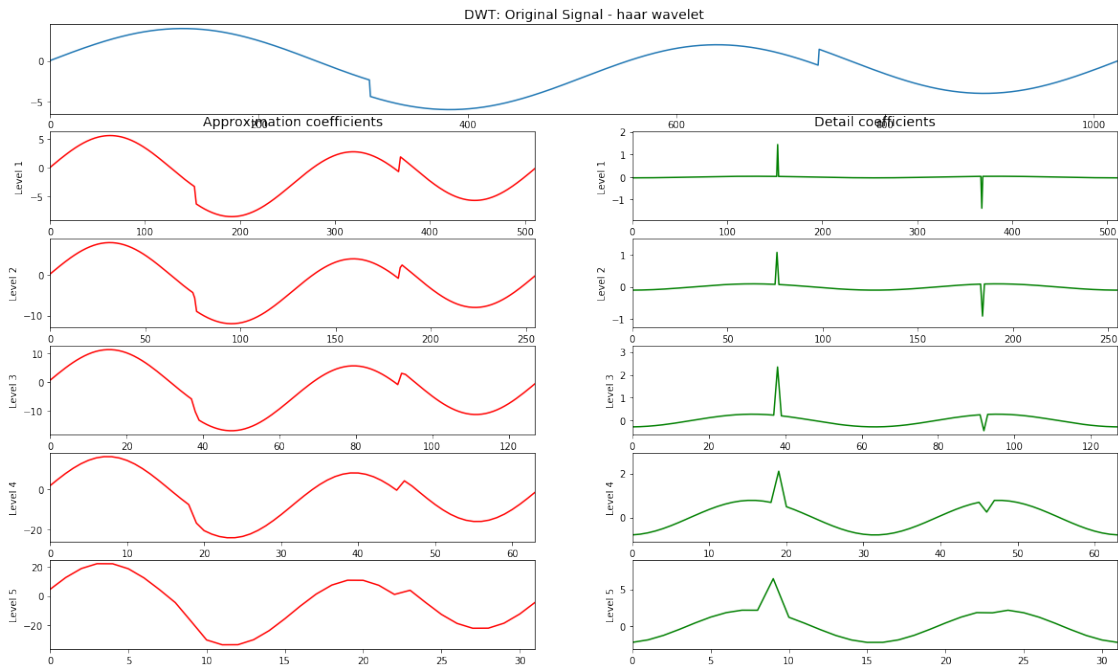 DWT: Original Signal - haar wavelet
0
−5
0 200 400 600 800 1000
Approximation coefficients
Detail coefficients
Level 1
5
0
−5
0 100 200 300 400 500
Level 1
2
1
0
−1
0 100 200 300 400 500
Level 2
0
−10
0 50 100 150 200 250
Level 2
1
0
−1
0 50 100 150 200 250
Level 3
10
0
−10
0 20 40 60 80 100 120
Level 3
3
2
1
0
0 20 40 60 80 100 120
Level 4
0
−20
0 10 20 30 40 50 60
Level 4
2
0
0 10 20 30 40 50 60
Level 5
20
0
−20
0 5 10 15 20 25 30
Level 5
5
0
0 5 10 15 20 25 30